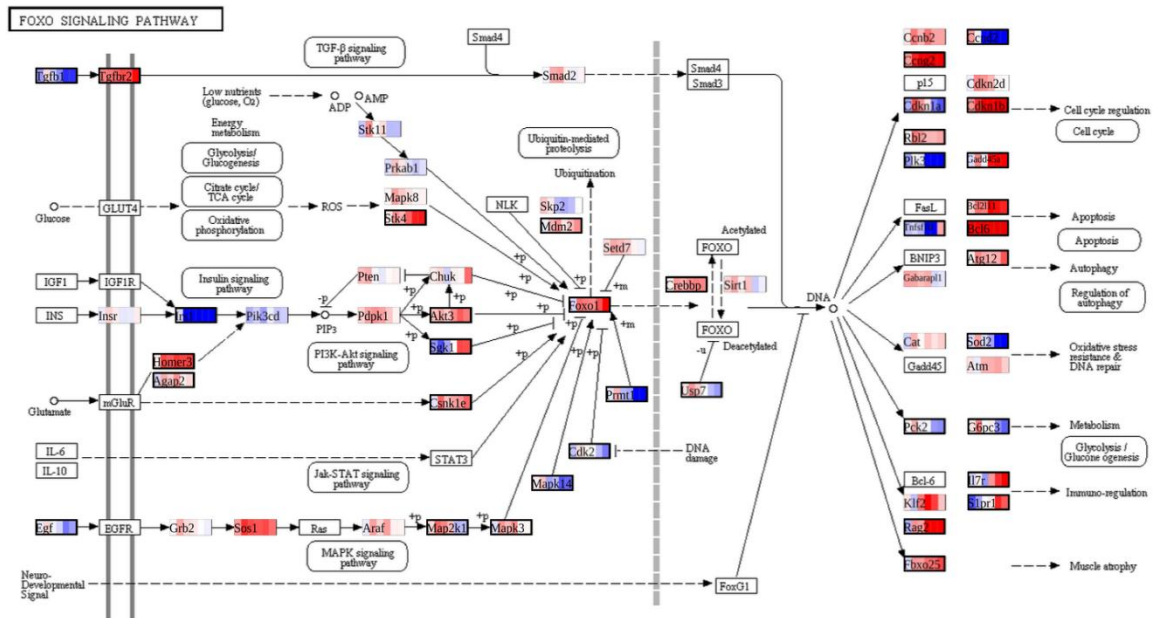 FOXO SIGNALING PATHWAY
Tgfb1
Tgfbr2
TGF-β signaling
pathway
Smad4
Smad2
Smad4
Smad3
Low nutrients
(glucose, O2)
ADP
AMP
Stk11
Prkab1
Energy
metabolism
Glycolysis/
Glucogenesis
Citrate cycle/
TCA cycle
Oxidative
phosphorylation
Glucose
GLUT4
ROS
Mapk8
Stk4
NLK
Ubiquitin-mediated
proteolysis
Ubiquitination
Skp2
Mdm2
Setd7
+p
+p
+p
+m
IGF1
IGF1R
INS
Insr
Insulin signaling
pathway
Pik3cd
-p
PIP3
Pten
Pdpk1
+p
+p
+p
Chuk
+p
Akt3
Sgk1
+p
+p
+p
PI3K-Akt signaling
pathway
Foxo1
+p
+p
+p
+p
+p
+m
Homer3
Agap2
Glutamate
mGluR
Csnk1e
Prmt1
Cdk2
DNA
damage
Mapk14
IL-6
IL-10
STAT3
Jak-STAT signaling
pathway
Egf
EGFR
Grb2
Sos1
Ras
Araf
+p
Map2k1
+p
Mapk3
MAPK signaling
pathway
Neuro-
Developmental
Signal
FoxG1
Crebbp
Acetylated
FOXO
Sirt1
FOXO
Deacetylated
-u
Usp7
DNA
Ccnb2
Ccnd2
Ccng2
p15
Cdkn2d
Cdkn1a
Cdkn1b
Rbl2
Plk3
Gadd45a
Cell cycle regulation
Cell cycle
FasL
Bcl2l11
Bcl6
Apoptosis
Apoptosis
BNIP3
Atg12
Gabarapl1
Autophagy
Regulation of
autophagy
Cat
Sod2
Gadd45
Atm
Oxidative stress
resistance &
DNA repair
Pck2
G6pc3
Metabolism
Glycolysis /
Glucone ogenesis
Bcl-6
Il7r
Klf2
S1pr1
Rag2
Immuno-regulation
Fbxo25
Muscle atrophy